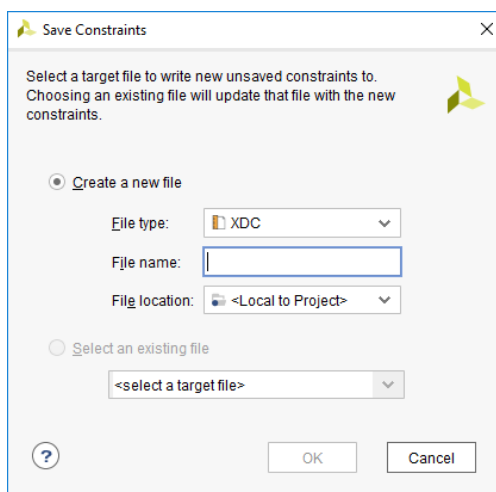 Save Constraints
Select a target file to write new unsaved constraints to.
Choosing an existing file will update that file with the new
constraints.
Create a new file
File type: XDC
File name:
File location: <Local to Project>
Select an existing file
<select a target file>
? OK Cancel